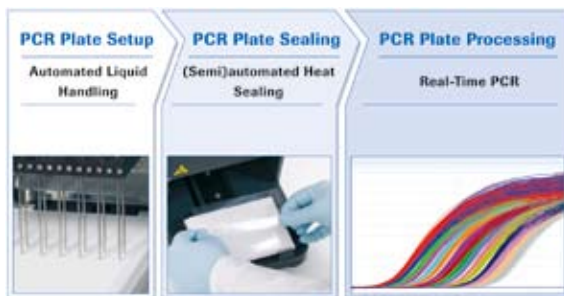 PCR Plate Setup
Automated Liquid
Handling
PCR Plate Sealing
(Semi)automated Heat
Sealing
PCR Plate Processing
Real-Time PCR